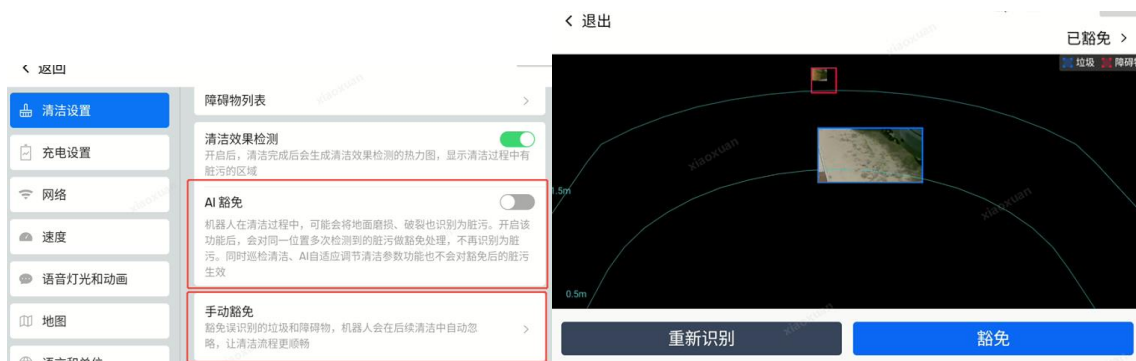 返回
清洁设置
充电设置
网络
速度
语音灯光和动画
地图
语言和单位
障碍物列表
清洁效果检测
开启后，清洁完成后会生成清洁效果检测的热力图，显示清洁过程中有
脏污的区域
AI 豁免
机器人在清洁过程中，可能会将地面磨损、破裂也识别为脏污。开启该
功能后，会对同一位置多次检测到的脏污做豁免处理，不再识别为脏
污。同时巡检清洁、AI自适应调节清洁参数功能也不会对豁免后的脏污
生效
手动豁免
豁免误识别的垃圾和障碍物，机器人会在后续清洁中自动忽
略，让清洁流程更顺畅
退出
已豁免
垃圾 障碍
1.5m
0.5m
重新识别
豁免
xiaoxuan
xiaoxuan
xiaoxuan
xiaoxuan